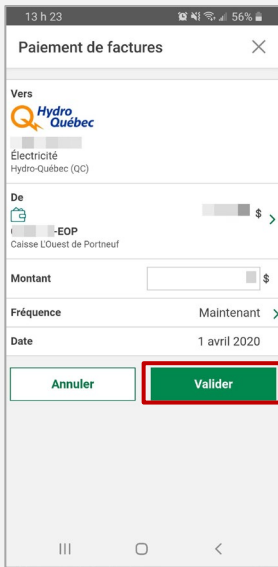 13 h 23 56%
Paiement de factures
Vers
Hydro
Québec
Électricité
Hydro-Québec (QC)
De
$
-EOP
Caisse L'Ouest de Portneuf
Montant $
Fréquence Maintenant
Date 1 avril 2020
Annuler Valider